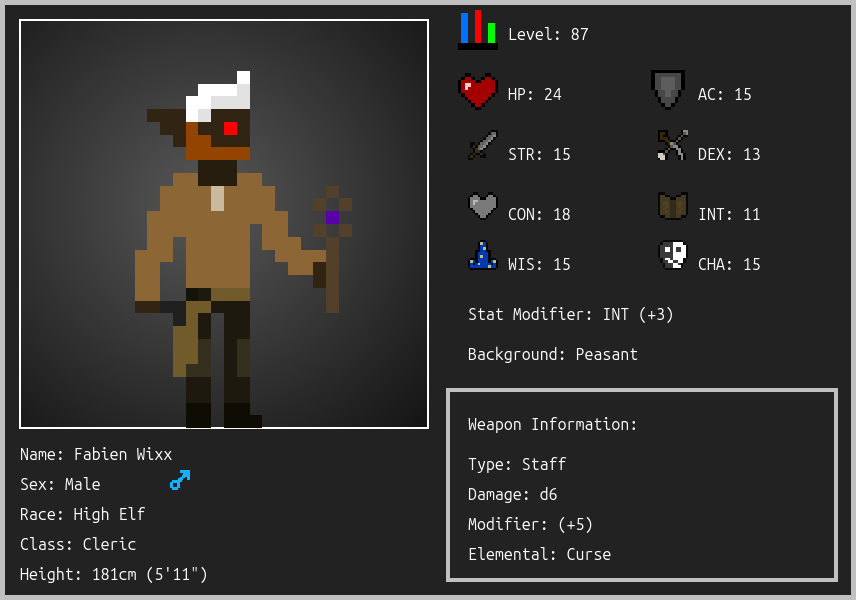 Level: 87
HP: 24
AC: 15
STR: 15
DEX: 13
CON: 18
INT: 11
WIS: 15
CHA: 15
Stat Modifier: INT (+3)
Background: Peasant
Weapon Information:
Type: Staff
Damage: d6
Modifier: (+5)
Elemental: Curse
Name: Fabien Wixx
Sex: Male
Race: High Elf
Class: Cleric
Height: 181cm (5'11")